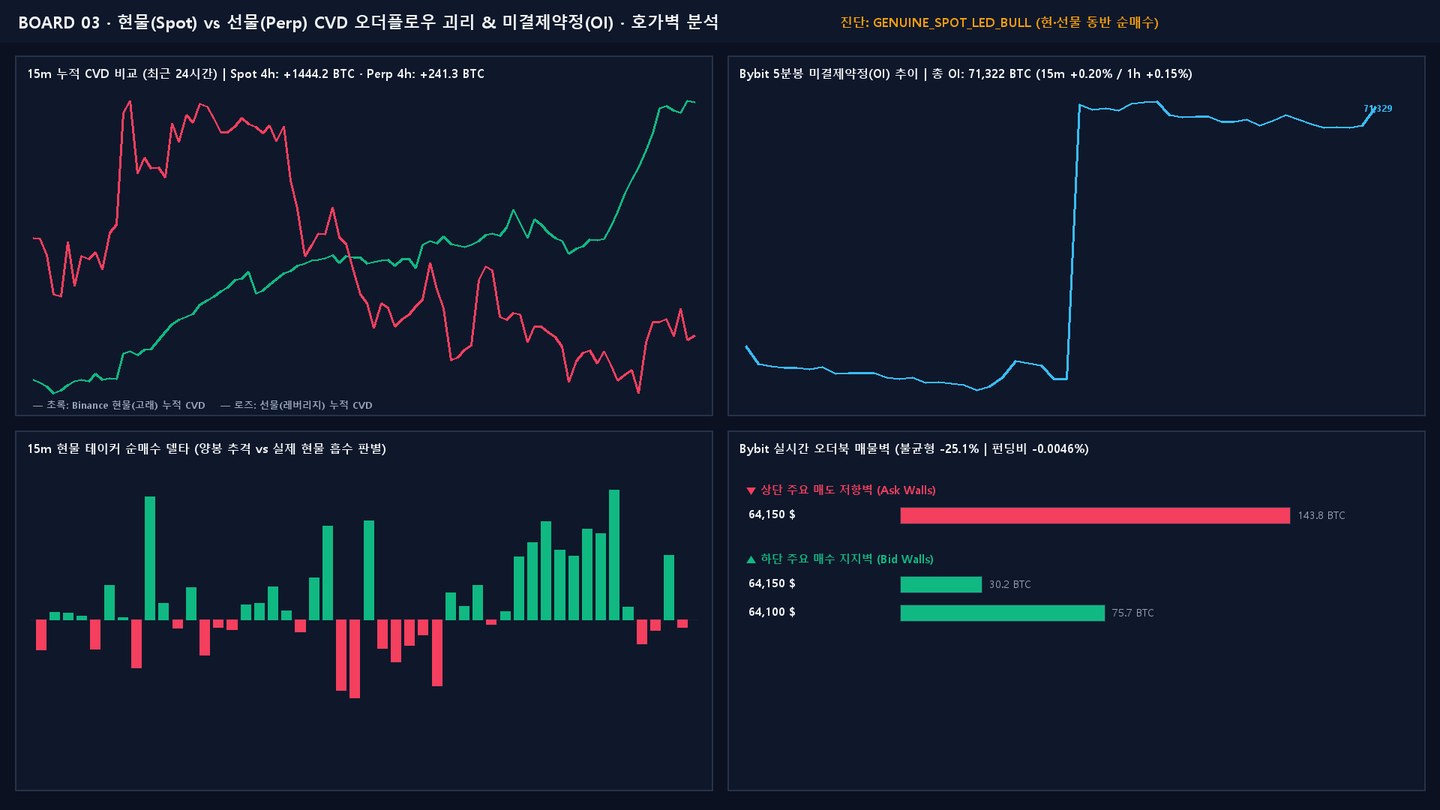 BOARD 03 · 현물(Spot) vs 선물(Perp) CVD 오더플로우 괴리 & 미결제약정(OI) · 호가벽 분석
진단: GENUINE_SPOT_LED_BULL (현·선물 동반 순매수)
15m 누적 CVD 비교 (최근 24시간) | Spot 4h: +1444.2 BTC · Perp 4h: +241.3 BTC
— 초록: Binance 현물(고래) 누적 CVD — 로즈: 선물(레버리지) 누적 CVD
Bybit 5분봉 미결제약정(OI) 추이 | 총 OI: 71,322 BTC (15m +0.20% / 1h +0.15%)
71,329
15m 현물 테이커 순매수 델타 (양봉 추격 vs 실제 현물 흡수 판별)
Bybit 실시간 오더북 매물벽 (불균형 -25.1% | 펀딩비 -0.0046%)
▼ 상단 주요 매도 저항벽 (Ask Walls)
64,150 $ 143.8 BTC
▲ 하단 주요 매수 지지벽 (Bid Walls)
64,150 $ 30.2 BTC
64,100 $ 75.7 BTC